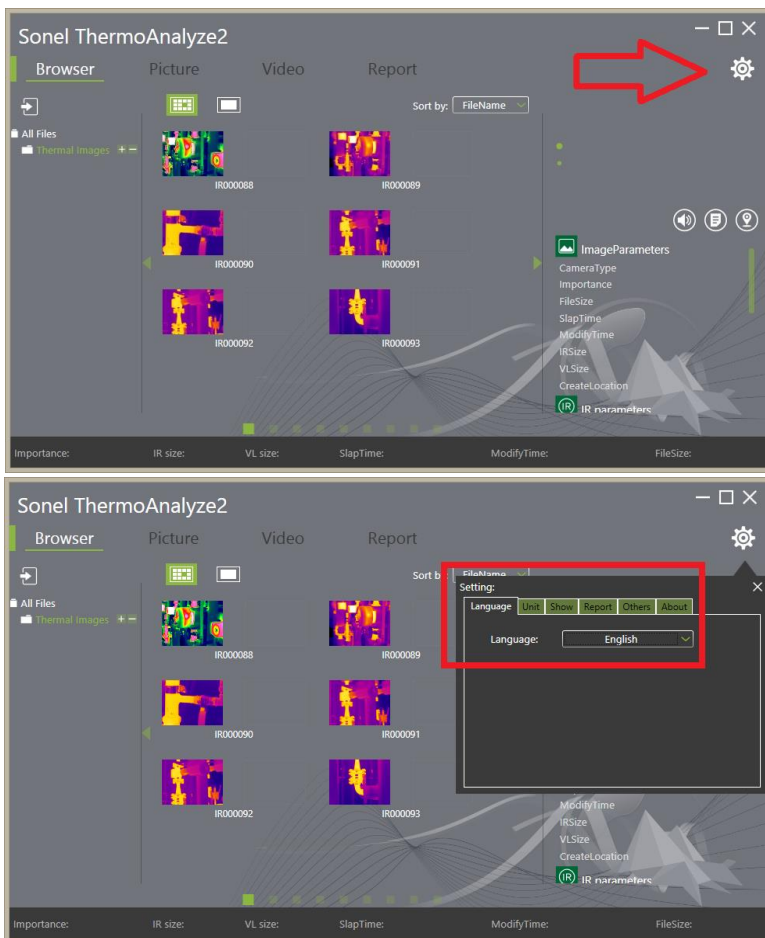 Sonel ThermoAnalyze2
Browser Picture Video Report
Sort by: FileName
All Files
Thermal Images
IR000088 IR000089
IR000090 IR000091
IR000092 IR000093
ImageParameters
CameraType
Importance
FileSize
SlapTime
ModifyTime
IRSize
VLSize
CreateLocation
IR IR parameters
Importance: IR size: VL size: SlapTime: ModifyTime: FileSize:
Sonel ThermoAnalyze2
Browser Picture Video Report
Sort by: FileName
All Files
Thermal Images
Setting:
Language Unit Show Report Others About
Language: English
IR000088 IR000089
IR000090 IR000091
IR000092 IR000093
ModifyTime
IRSize
VLSize
CreateLocation
IR IR parameters
Importance: IR size: VL size: SlapTime: ModifyTime: FileSize: